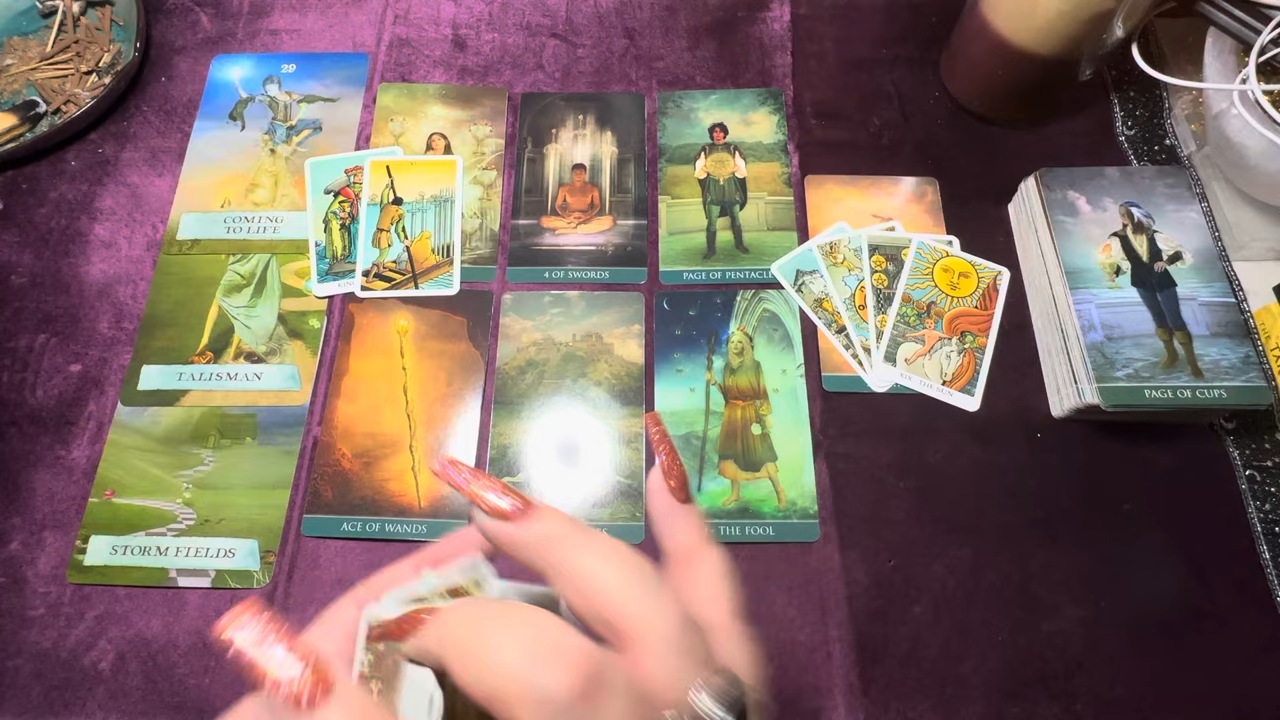 29
COMING
TO LIFE
TALISMAN
STORM FIELDS
4 OF SWORDS
PAGE OF PENTACL
ACE OF WANDS
THE FOOL
XIX THE SUN
PAGE OF CUPS